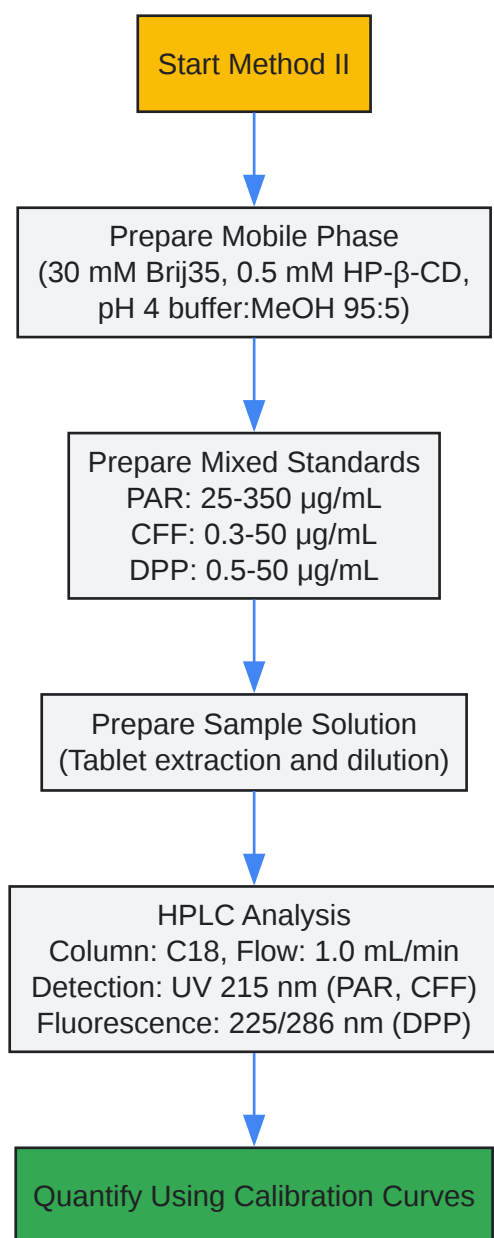 Start Method II
Prepare Mobile Phase
(30 mM Brij35, 0.5 mM HP-β-CD,
pH 4 buffer:MeOH 95:5)
Prepare Mixed Standards
PAR: 25-350 μg/mL
CFF: 0.3-50 μg/mL
DPP: 0.5-50 μg/mL
Prepare Sample Solution
(Tablet extraction and dilution)
HPLC Analysis
Column: C18, Flow: 1.0 mL/min
Detection: UV 215 nm (PAR, CFF)
Fluorescence: 225/286 nm (DPP)
Quantify Using Calibration Curves